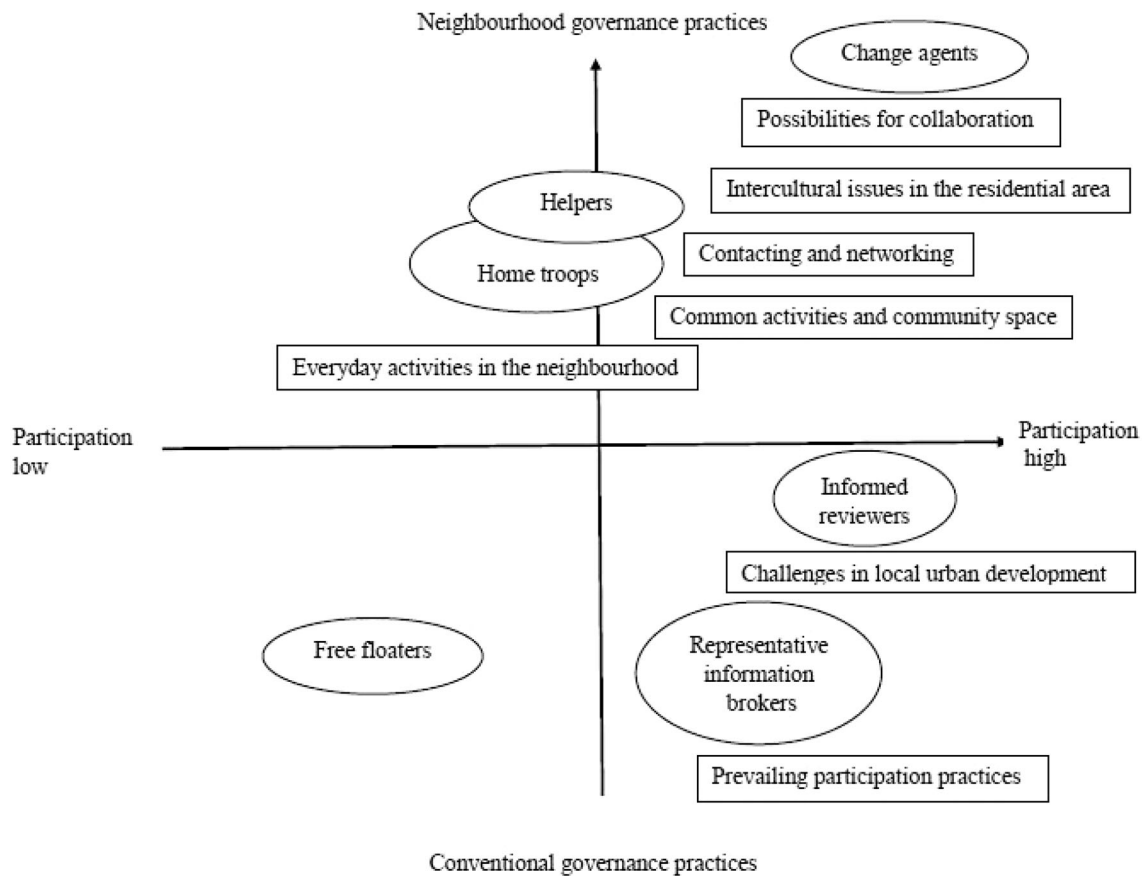 Neighbourhood governance practices
Change agents
Possibilities for collaboration
Intercultural issues in the residential area
Helpers
Contacting and networking
Home troops
Common activities and community space
Everyday activities in the neighbourhood
Participation
low
Participation
high
Informed
reviewers
Challenges in local urban development
Free floaters
Representative
information
brokers
Prevailing participation practices
Conventional governance practices